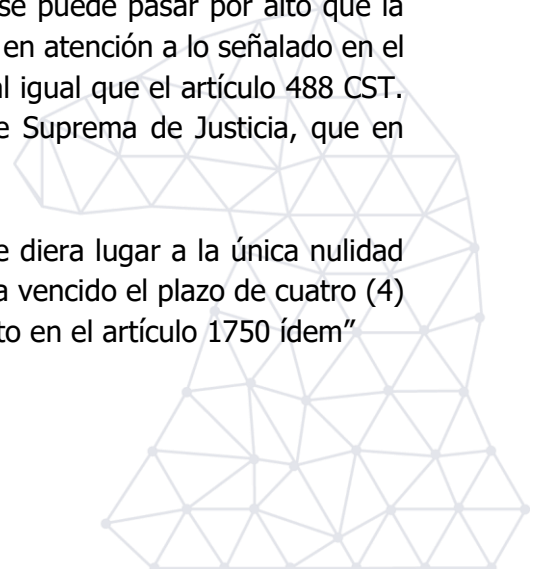 se puede pasar por alto que la
en atención a lo señalado en el
al igual que el artículo 488 CST.
e Suprema de Justicia, que en
e diera lugar a la única nulidad
a vencido el plazo de cuatro (4)
to en el artículo 1750 ídem”